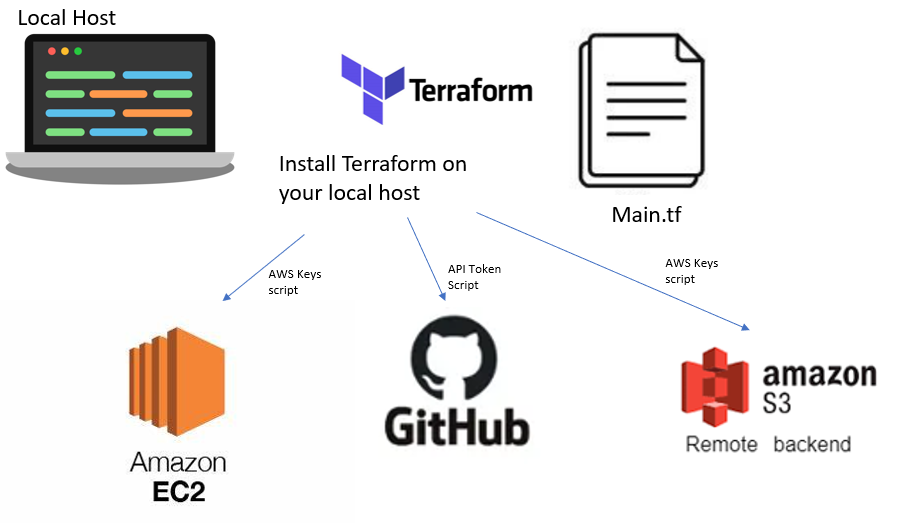 Local Host
Terraform
Install Terraform on
your local host
Main.tf
AWS Keys
script
API Token
Script
AWS Keys
script
Amazon
EC2
GitHub
amazon
S3
Remote backend